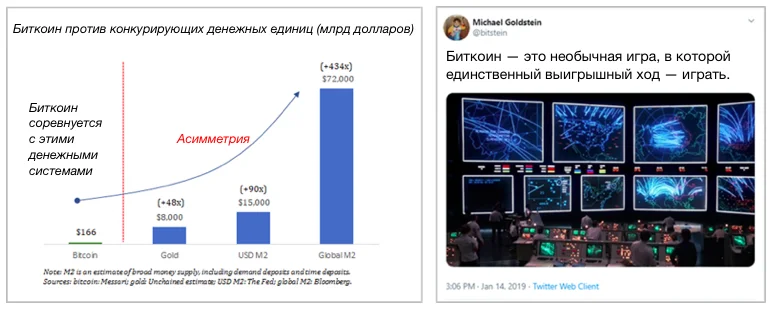 Биткоин против конкурирующих денежных единиц (млрд долларов)
(+434x)
$72,000
Биткоин
соревнуется
с этими
денежными
системами
Асимметрия
(+90x)
$15,000
(+48x)
$8,000
$166
Bitcoin
Gold
USD M2
Global M2
Note: M2 is an estimate of broad money supply, including demand deposits and time deposits.
Sources: bitcoin: Messari; gold: Unchained estimate; USD M2: The Fed; global M2: Bloomberg.
Michael Goldstein
@bitstein
Биткоин — это необычная игра, в которой
единственный выигрышный ход — играть.
3:06 PM - Jan 14, 2019 · Twitter Web Client